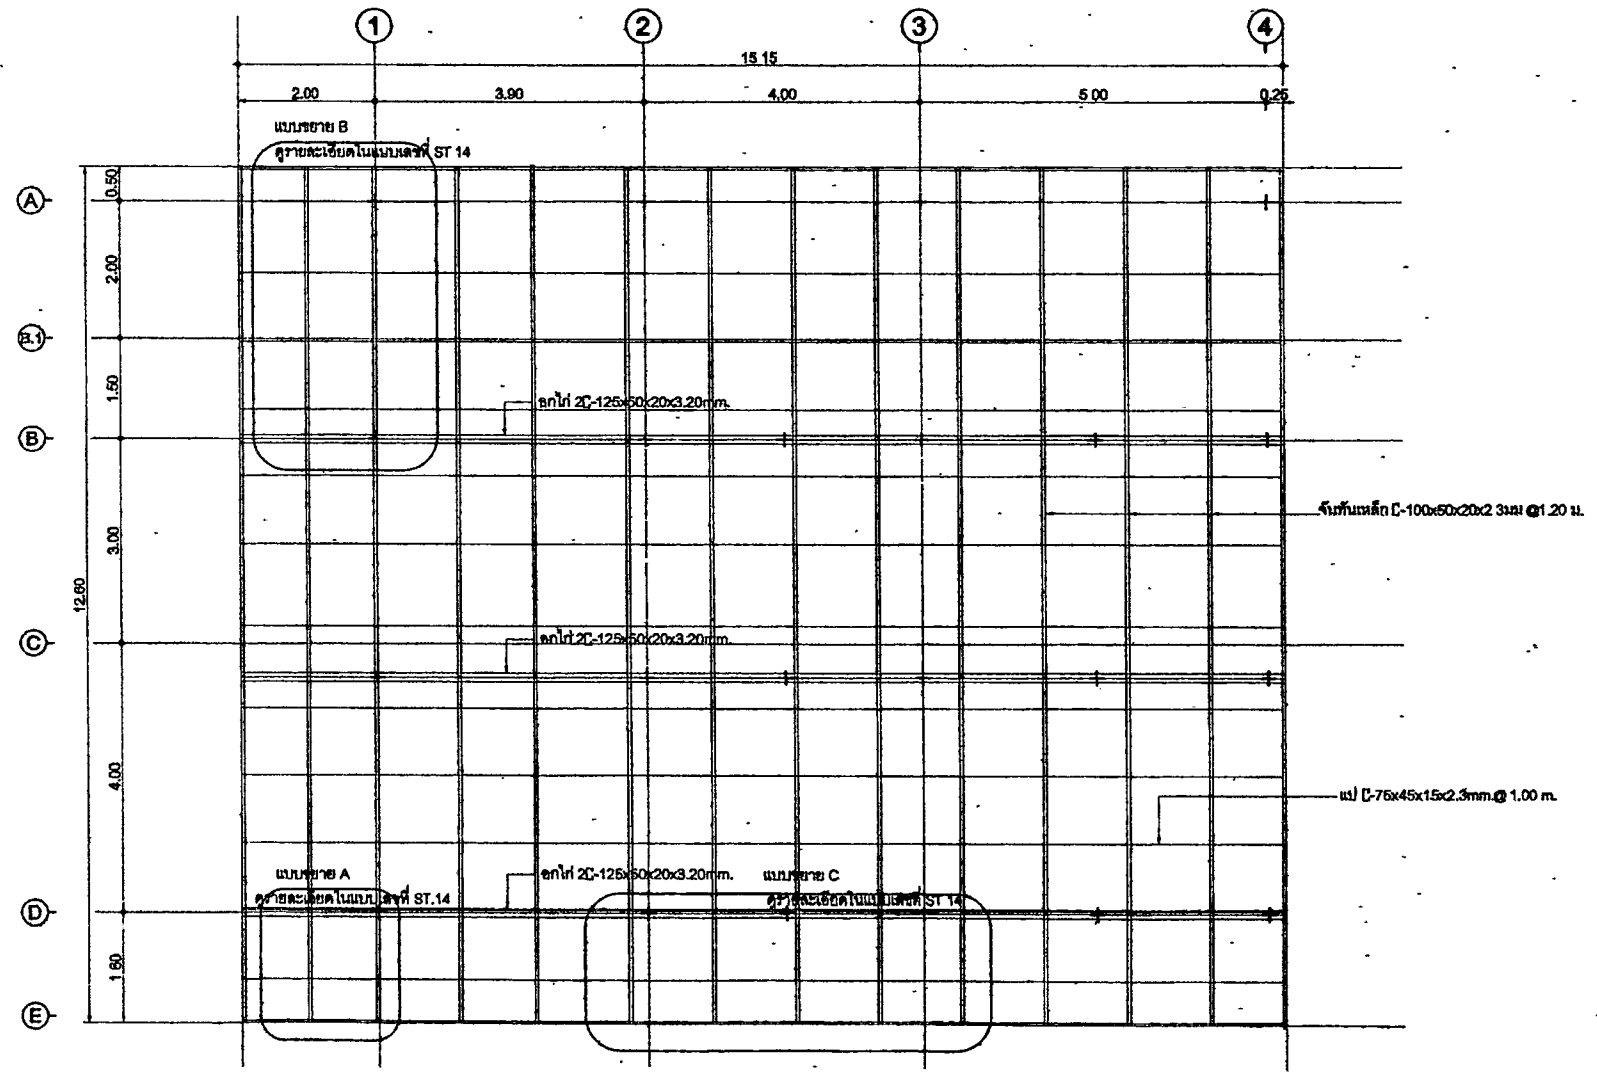 1 2 3 4
15 15
2.00 3.90 4.00 5 00 0.25
แบบขยาย B
ดูรายละเอียดในแบบเลขที่ ST 14
0.50
A
2.00
B.1
1.50
อกไก่ 2C-125x50x20x3.20mm.
B
จันทันเหล็ก C-100x50x20x2 3มม @1.20 ม.
3.00
12.60
C
อกไก่ 2C-125x50x20x3.20mm.
4.00
แป C-75x45x15x2.3mm.@ 1.00 m.
แบบขยาย A
อกไก่ 2C-125x50x20x3.20mm.
แบบขยาย C
ดูรายละเอียดในแบบเลขที่ ST.14
ดูรายละเอียดในแบบเลขที่ ST 14
D
1 60
E